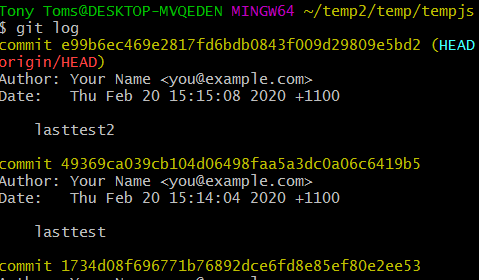 Tony Toms@DESKTOP-MVQEDEN MINGW64 ~/temp2/temp/tempjs
$ git log
commit e99b6ec469e2817fd6bdb0843f009d29809e5bd2 (HEAD
origin/HEAD)
Author: Your Name <you@example.com>
Date:   Thu Feb 20 15:15:08 2020 +1100
lasttest2
commit 49369ca039cb104d06498faa5a3dc0a06c6419b5
Author: Your Name <you@example.com>
Date:   Thu Feb 20 15:14:04 2020 +1100
lasttest
commit 1734d08f696771b76892dce6fd8e85ef80e2ee53